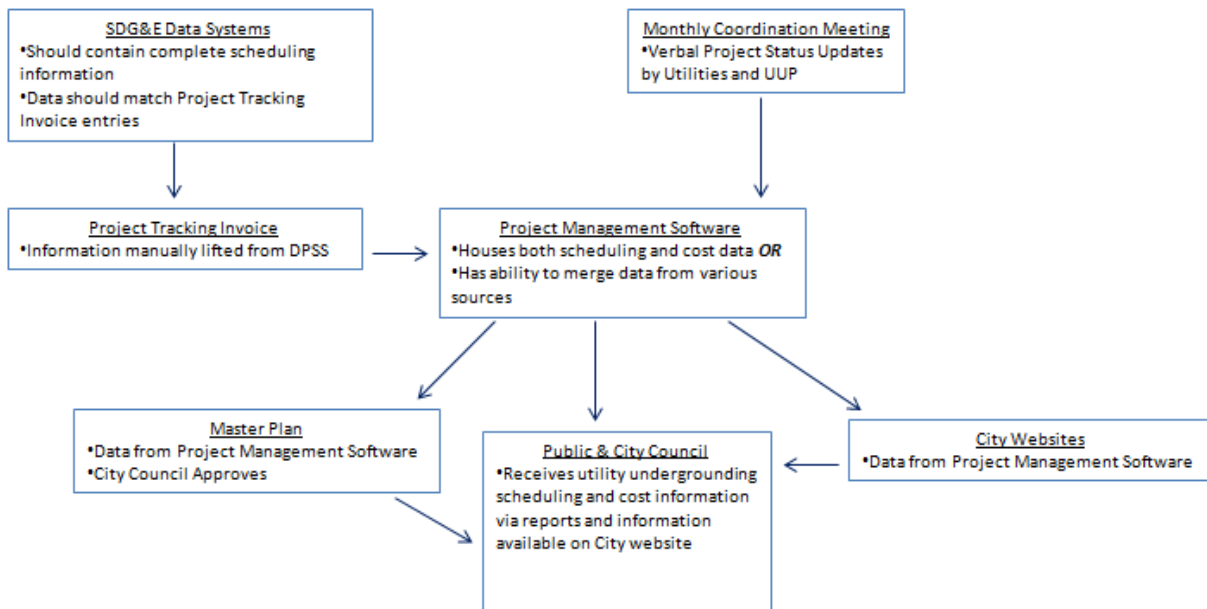 SDG&E Data Systems
•Should contain complete scheduling
information
•Data should match Project Tracking
Invoice entries
Monthly Coordination Meeting
•Verbal Project Status Updates
by Utilities and UUP
Project Tracking Invoice
•Information manually lifted from DPSS
Project Management Software
•Houses both scheduling and cost data OR
•Has ability to merge data from various
sources
Master Plan
•Data from Project Management Software
•City Council Approves
Public & City Council
•Receives utility undergrounding
scheduling and cost information
via reports and information
available on City website
City Websites
•Data from Project Management Software